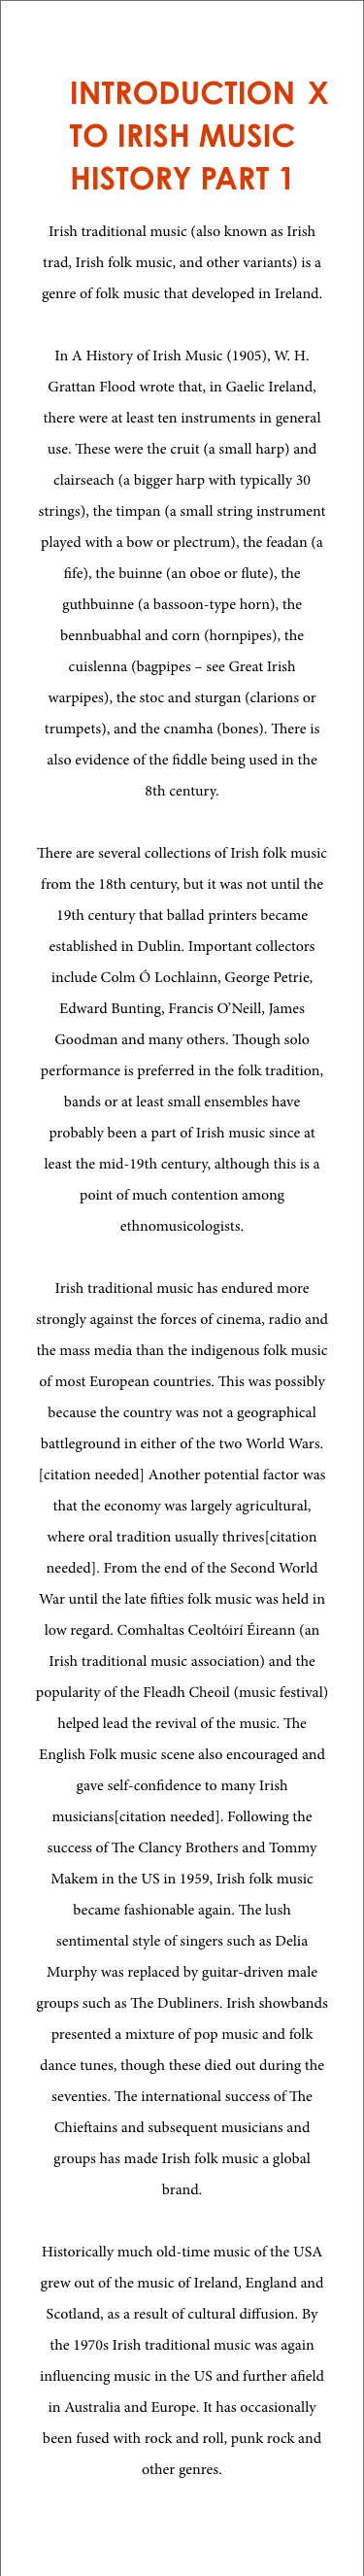 INTRODUCTION X
TO IRISH MUSIC
HISTORY PART 1
Irish traditional music (also known as Irish
trad, Irish folk music, and other variants) is a
genre of folk music that developed in Ireland.
In A History of Irish Music (1905), W. H.
Grattan Flood wrote that, in Gaelic Ireland,
there were at least ten instruments in general
use. These were the cruit (a small harp) and
clairseach (a bigger harp with typically 30
strings), the timpan (a small string instrument
played with a bow or plectrum), the feadan (a
fife), the buinne (an oboe or flute), the
guthbuinne (a bassoon-type horn), the
bennbuabhal and corn (hornpipes), the
cuislenna (bagpipes – see Great Irish
warpipes), the stoc and sturgan (clarions or
trumpets), and the cnamha (bones). There is
also evidence of the fiddle being used in the
8th century.
There are several collections of Irish folk music
from the 18th century, but it was not until the
19th century that ballad printers became
established in Dublin. Important collectors
include Colm Ó Lochlainn, George Petrie,
Edward Bunting, Francis O’Neill, James
Goodman and many others. Though solo
performance is preferred in the folk tradition,
bands or at least small ensembles have
probably been a part of Irish music since at
least the mid-19th century, although this is a
point of much contention among
ethnomusicologists.
Irish traditional music has endured more
strongly against the forces of cinema, radio and
the mass media than the indigenous folk music
of most European countries. This was possibly
because the country was not a geographical
battleground in either of the two World Wars.
[citation needed] Another potential factor was
that the economy was largely agricultural,
where oral tradition usually thrives[citation
needed]. From the end of the Second World
War until the late fifties folk music was held in
low regard. Comhaltas Ceoltóirí Éireann (an
Irish traditional music association) and the
popularity of the Fleadh Cheoil (music festival)
helped lead the revival of the music. The
English Folk music scene also encouraged and
gave self-confidence to many Irish
musicians[citation needed]. Following the
success of The Clancy Brothers and Tommy
Makem in the US in 1959, Irish folk music
became fashionable again. The lush
sentimental style of singers such as Delia
Murphy was replaced by guitar-driven male
groups such as The Dubliners. Irish showbands
presented a mixture of pop music and folk
dance tunes, though these died out during the
seventies. The international success of The
Chieftains and subsequent musicians and
groups has made Irish folk music a global
brand.
Historically much old-time music of the USA
grew out of the music of Ireland, England and
Scotland, as a result of cultural diffusion. By
the 1970s Irish traditional music was again
influencing music in the US and further afield
in Australia and Europe. It has occasionally
been fused with rock and roll, punk rock and
other genres.